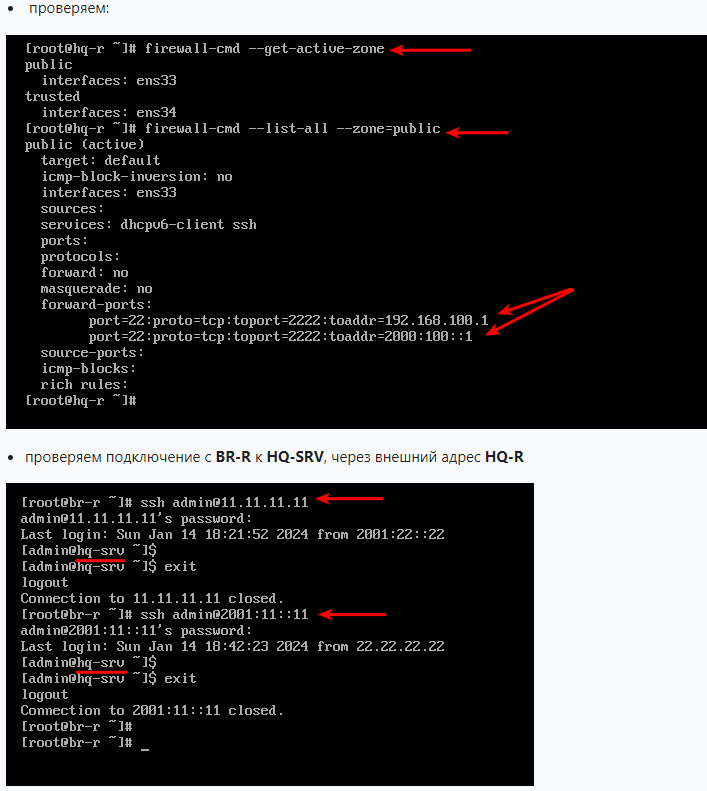 • проверяем:
[root@hq-r ~]# firewall-cmd --get-active-zone
public
  interfaces: ens33
trusted
  interfaces: ens34
[root@hq-r ~]# firewall-cmd --list-all --zone=public
public (active)
  target: default
  icmp-block-inversion: no
  interfaces: ens33
  sources:
  services: dhcpv6-client ssh
  ports:
  protocols:
  forward: no
  masquerade: no
  forward-ports:
        port=22:proto=tcp:toport=2222:toaddr=192.168.100.1
        port=22:proto=tcp:toport=2222:toaddr=2000:100::1
  source-ports:
  icmp-blocks:
  rich rules:
[root@hq-r ~]#
• проверяем подключение с BR-R к HQ-SRV, через внешний адрес HQ-R
[root@br-r ~]# ssh admin@11.11.11.11
admin@11.11.11.11's password:
Last login: Sun Jan 14 18:21:52 2024 from 2001:22::22
[admin@hq-srv ~]$
[admin@hq-srv ~]$ exit
logout
Connection to 11.11.11.11 closed.
[root@br-r ~]# ssh admin@2001:11::11
admin@2001:11::11's password:
Last login: Sun Jan 14 18:42:23 2024 from 22.22.22.22
[admin@hq-srv ~]$
[admin@hq-srv ~]$ exit
logout
Connection to 2001:11::11 closed.
[root@br-r ~]#
[root@br-r ~]# _